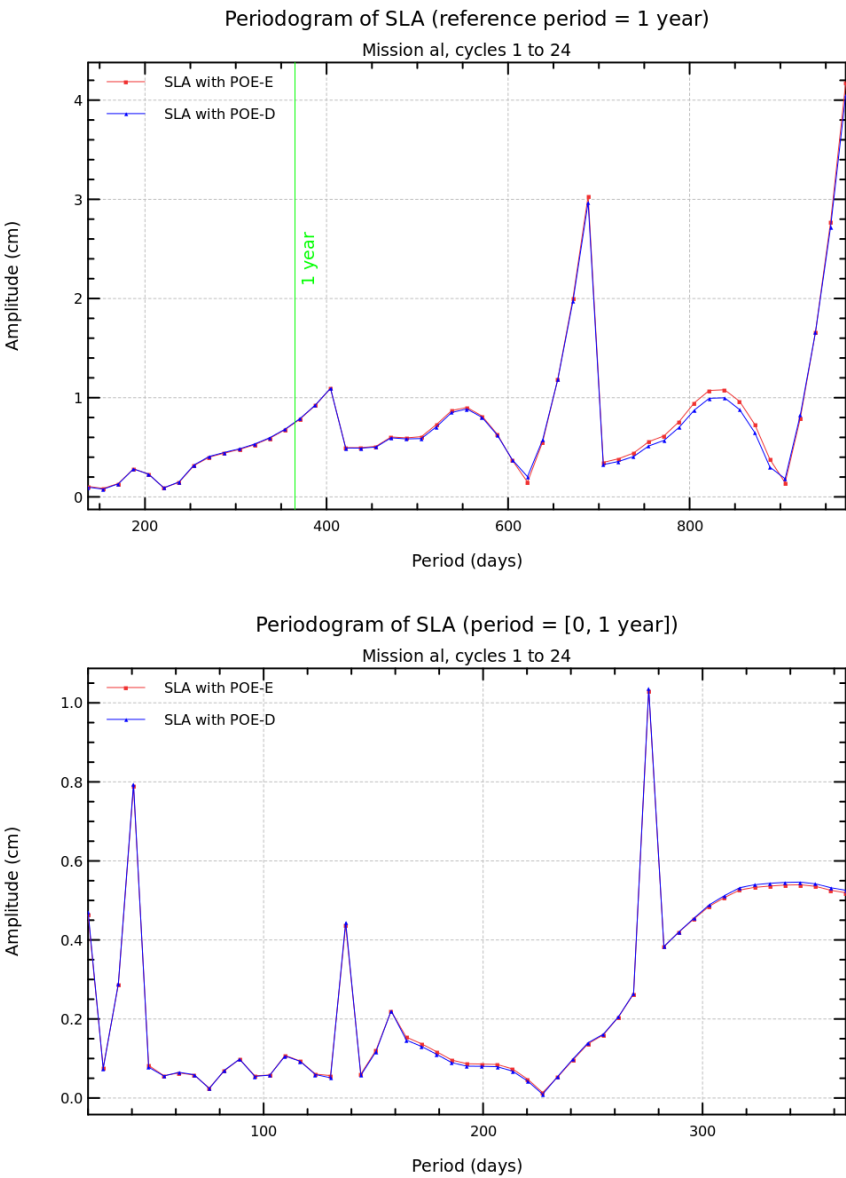 Periodogram of SLA (reference period = 1 year)
Mission al, cycles 1 to 24
SLA with POE-E
SLA with POE-D
1 year
4
3
2
1
0
200 400 600 800
Amplitude (cm)
Period (days)
Periodogram of SLA (period = [0, 1 year])
Mission al, cycles 1 to 24
SLA with POE-E
SLA with POE-D
1.0
0.8
0.6
0.4
0.2
0.0
100 200 300
Amplitude (cm)
Period (days)